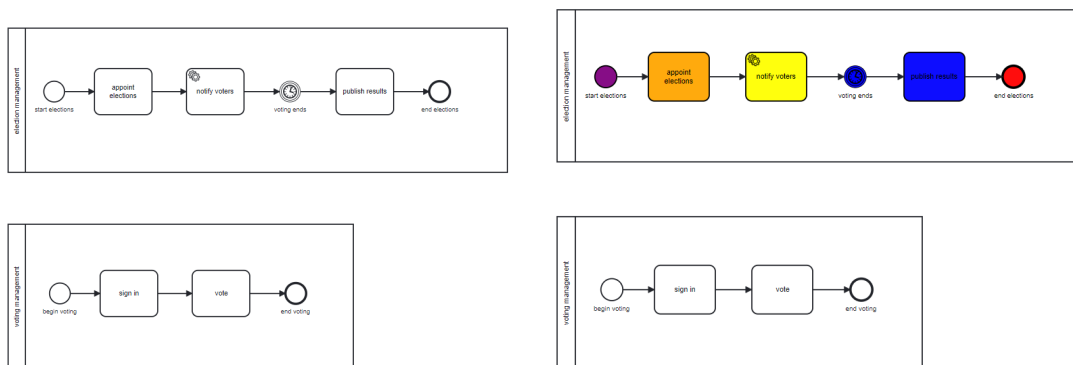 election management
appoint
elections
notify voters
publish results
start elections
voting ends
end elections
election management
appoint
elections
notify voters
publish results
start elections
voting ends
end elections
voting management
sign in
vote
begin voting
end voting
voting management
sign in
vote
begin voting
end voting